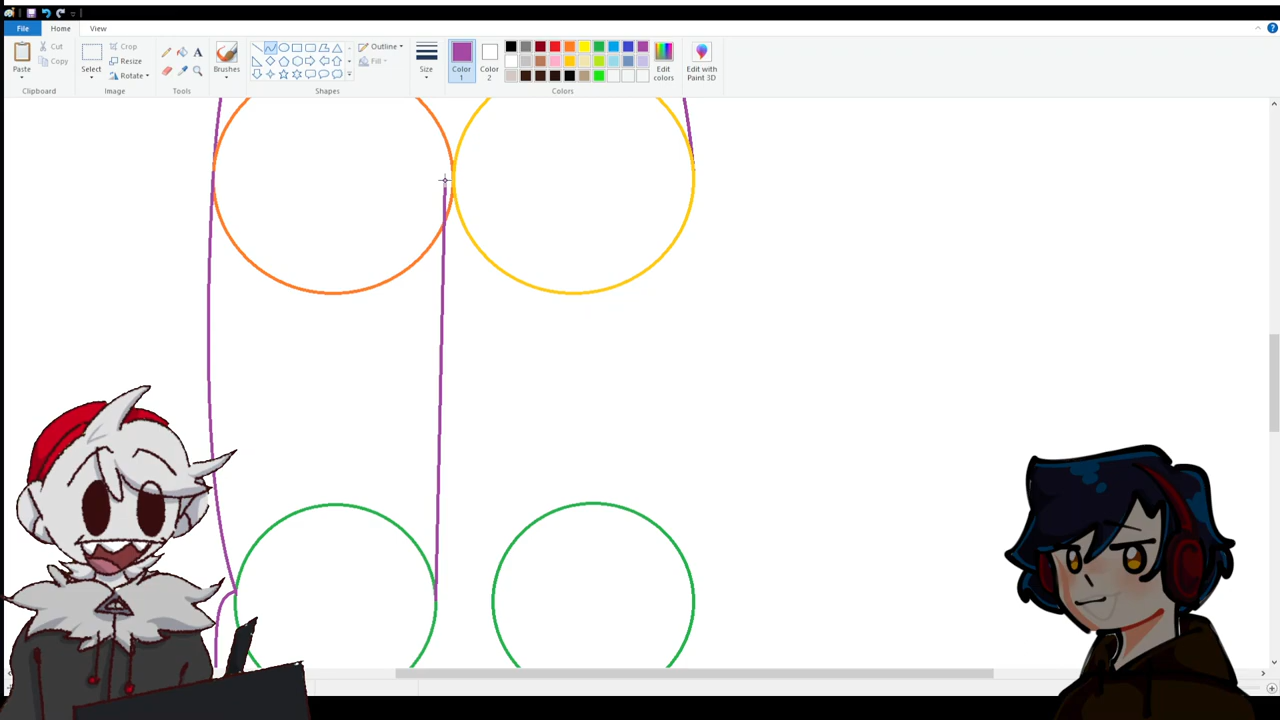 File Home View
Paste Cut Copy
Clipboard
Select Crop Resize Rotate
Image
A
Tools
Brushes
Outline Fill
Shapes
Size
Color 1
Color 2
Edit colors
Colors
Edit with Paint 3D